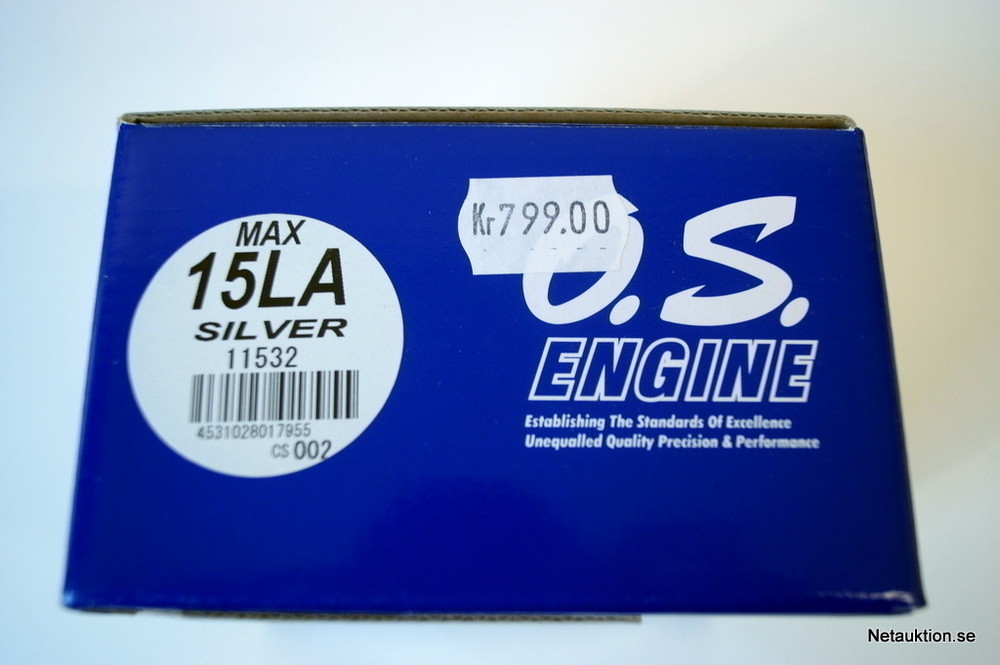 MAX
15LA
SILVER
11532
4531028017955
CS 002
Kr799.00
O.S.
ENGINE
Establishing The Standards Of Excellence
Unequalled Quality Precision & Performance
Netauktion.se